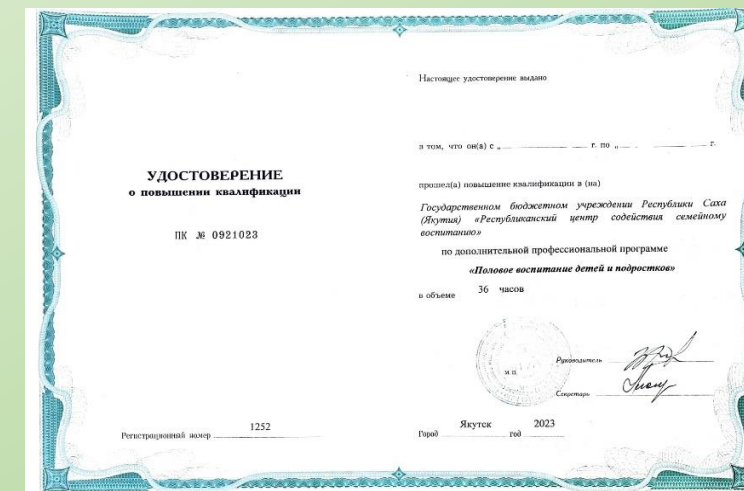 УДОСТОВЕРЕНИЕ
о повышении квалификации
ПК № 0921023
Регистрационный номер 1252
Настоящее удостоверение выдано
в том, что он(а) с „ г. по „ г.
прошел(а) повышение квалификации в (на)
Государственном бюджетном учреждении Республики Саха
(Якутия) «Республиканский центр содействия семейному
воспитанию»
по дополнительной профессиональной программе
«Половое воспитание детей и подростков»
в объеме 36 часов
М.П.
Руководитель
Секретарь
Город Якутск год 2023